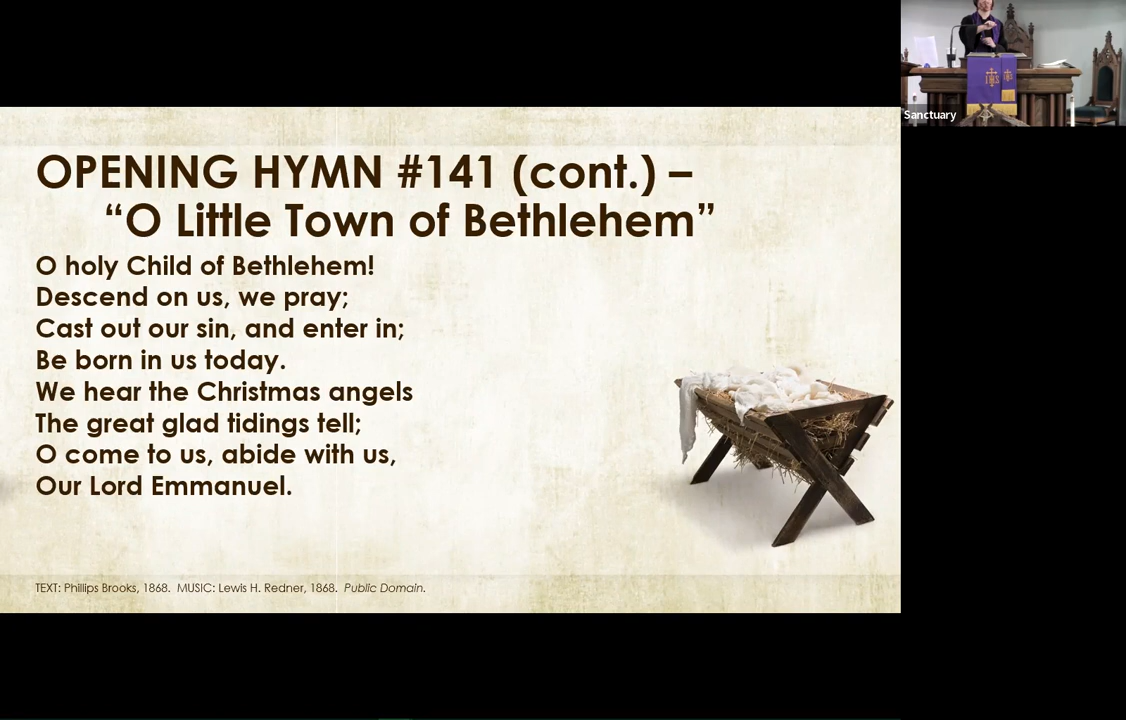 OPENING HYMN #141 (cont.) –
“O Little Town of Bethlehem”
O holy Child of Bethlehem!
Descend on us, we pray;
Cast out our sin, and enter in;
Be born in us today.
We hear the Christmas angels
The great glad tidings tell;
O come to us, abide with us,
Our Lord Emmanuel.
TEXT: Phillips Brooks, 1868. MUSIC: Lewis H. Redner, 1868. Public Domain.
Sanctuary